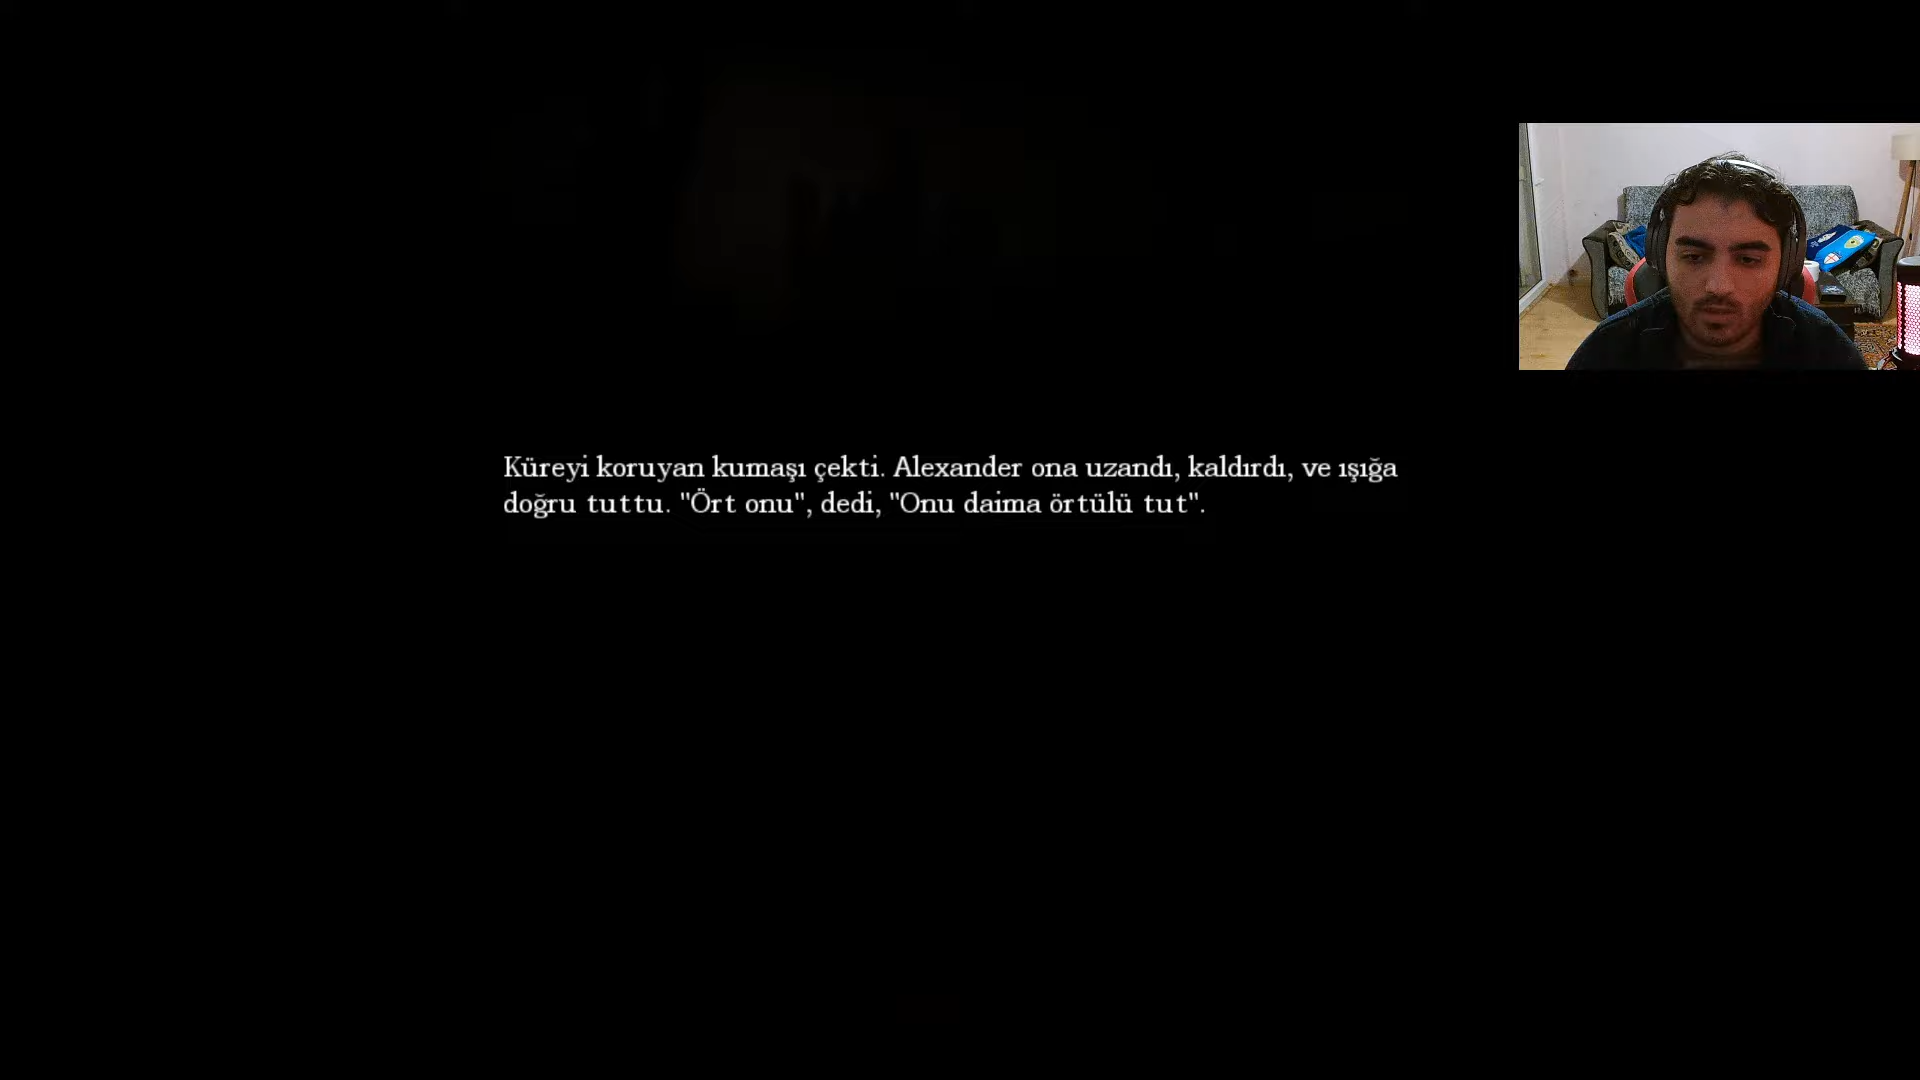 Küreyi koruyan kumaşı çekti. Alexander ona uzandı, kaldırdı, ve ışığa
doğru tuttu. "Ört onu", dedi, "Onu daima örtülü tut".